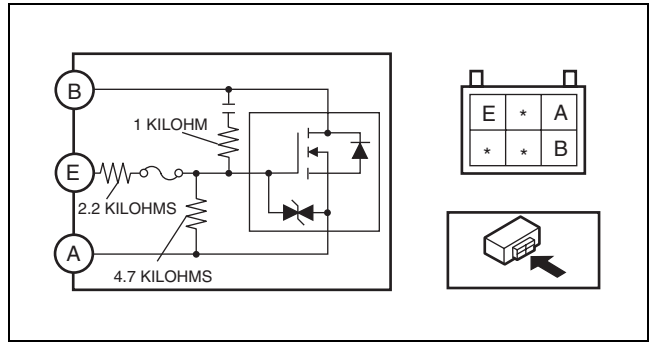 B
1 KILOHM
E
2.2 KILOHMS
A
4.7 KILOHMS
E * A
* * B